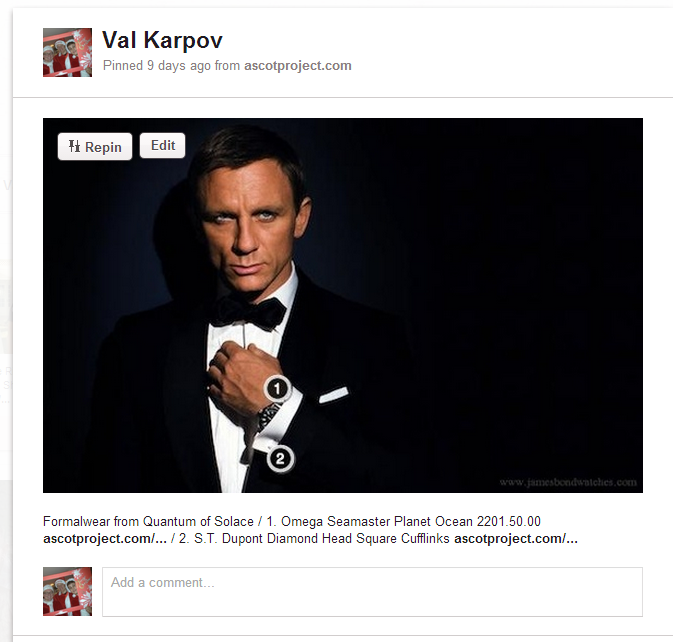 Val Karpov
Pinned 9 days ago from ascotproject.com
Repin
Edit
1
2
www.jamesbondwatches.com
Formalwear from Quantum of Solace / 1. Omega Seamaster Planet Ocean 2201.50.00
ascotproject.com/... / 2. S.T. Dupont Diamond Head Square Cufflinks ascotproject.com/...
Add a comment...